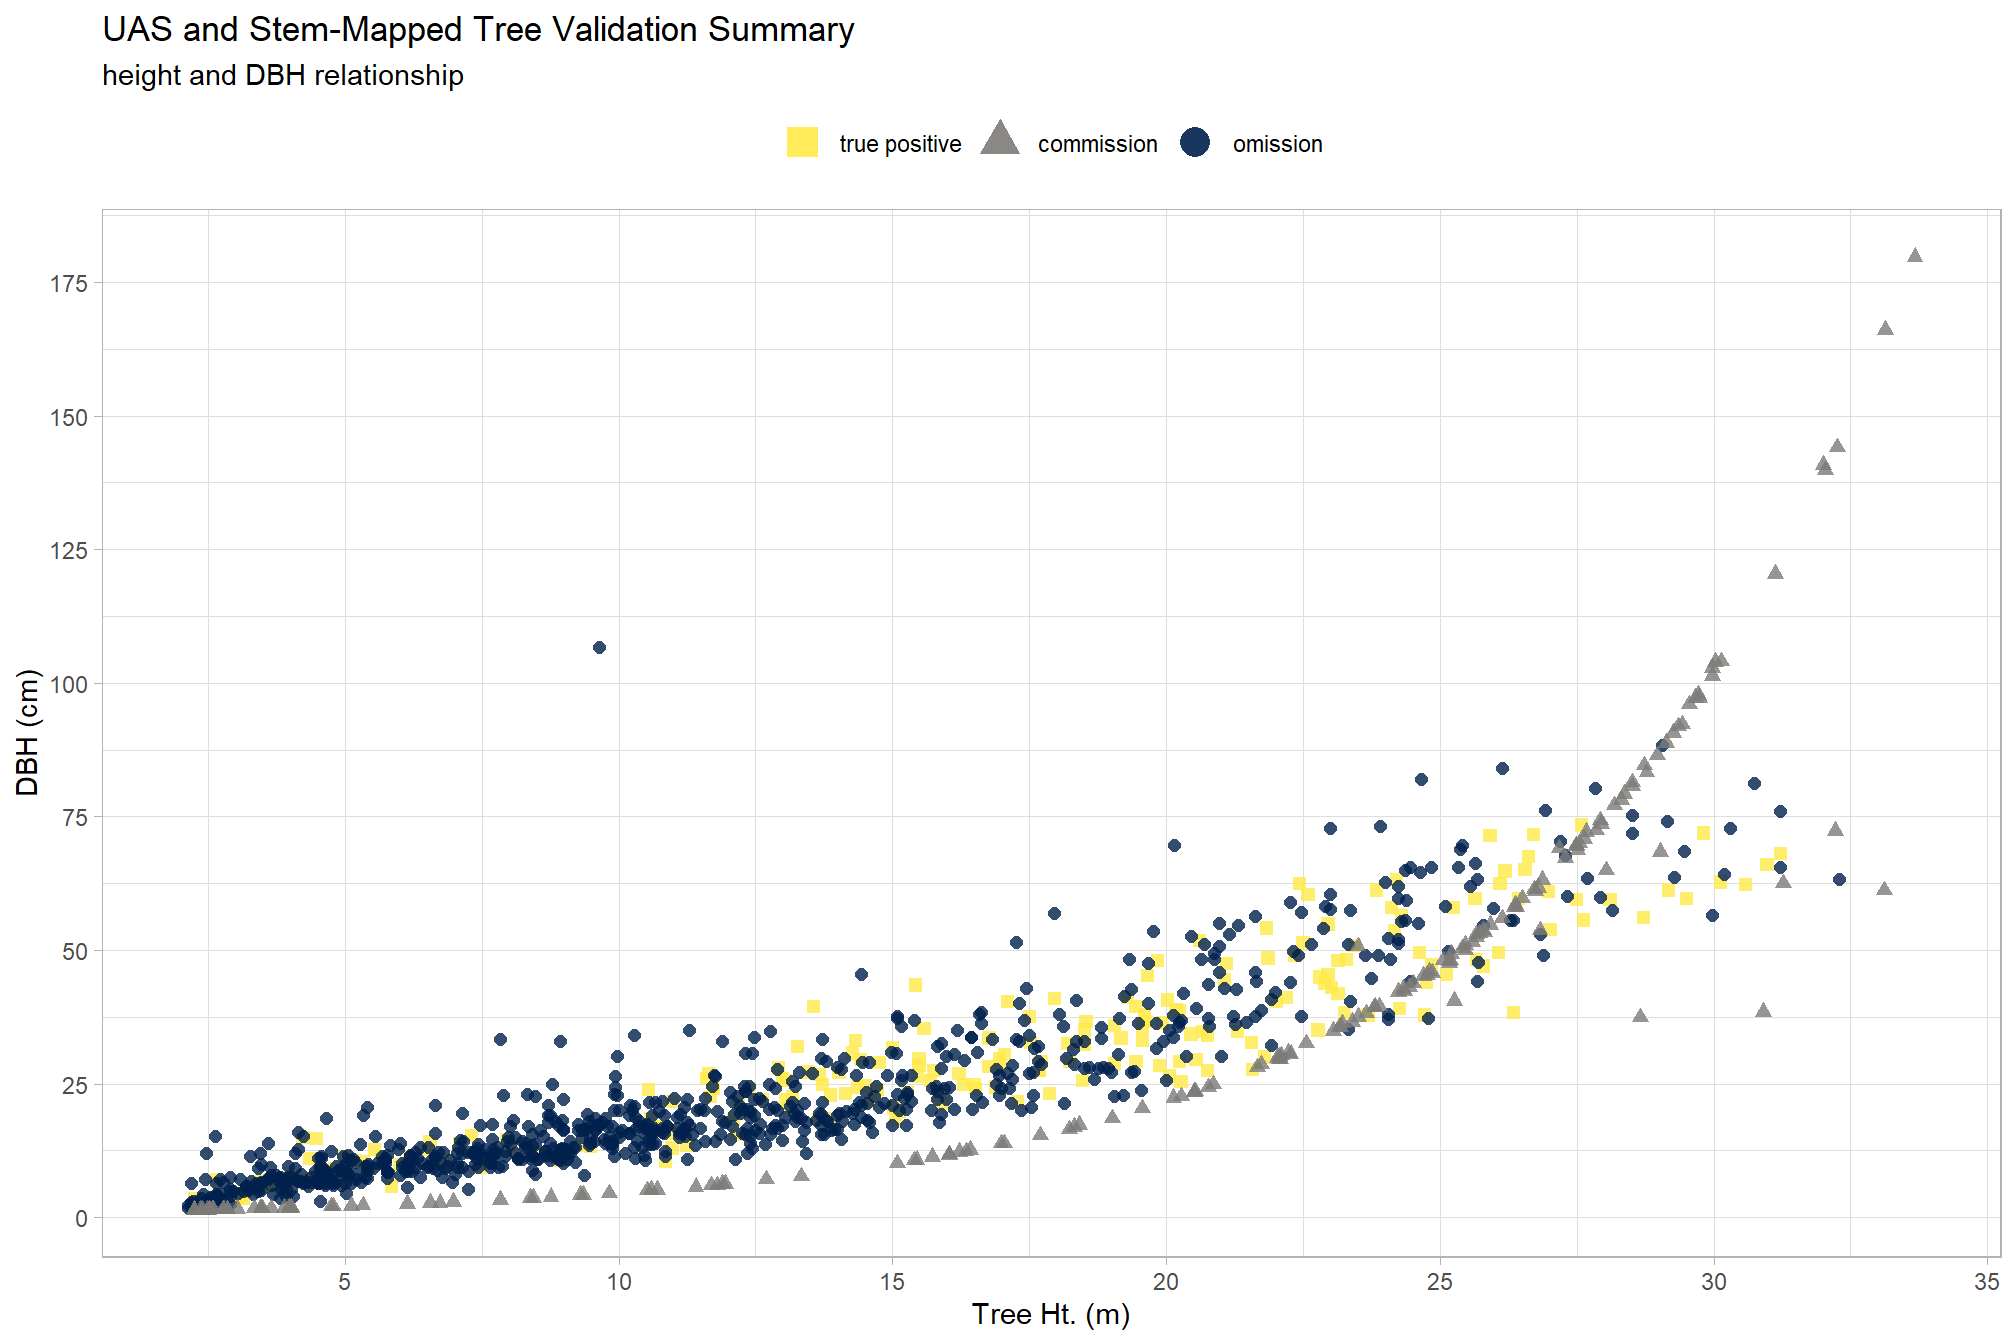 UAS and Stem-Mapped Tree Validation Summary
height and DBH relationship
true positive commission omission
175
150
125
100
75
50
25
0
DBH (cm)
5 10 15 20 25 30 35
Tree Ht. (m)